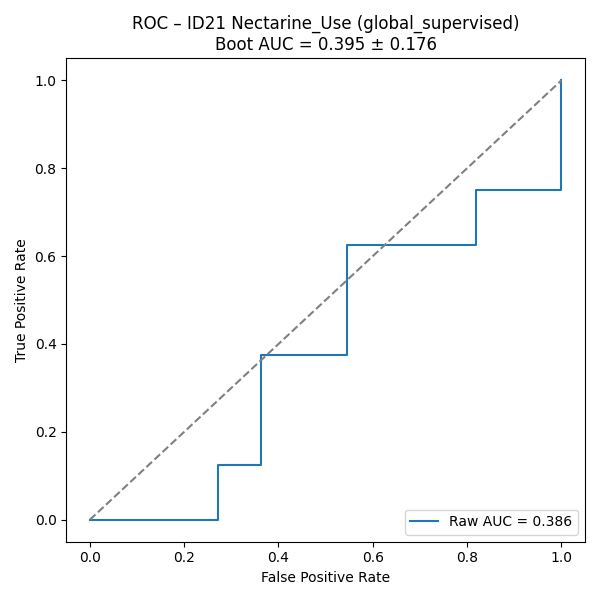 ROC – ID21 Nectarine_Use (global_supervised)
Boot AUC = 0.395 ± 0.176
1.0
0.8
0.6
0.4
0.2
0.0
True Positive Rate
Raw AUC = 0.386
0.0 0.2 0.4 0.6 0.8 1.0
False Positive Rate